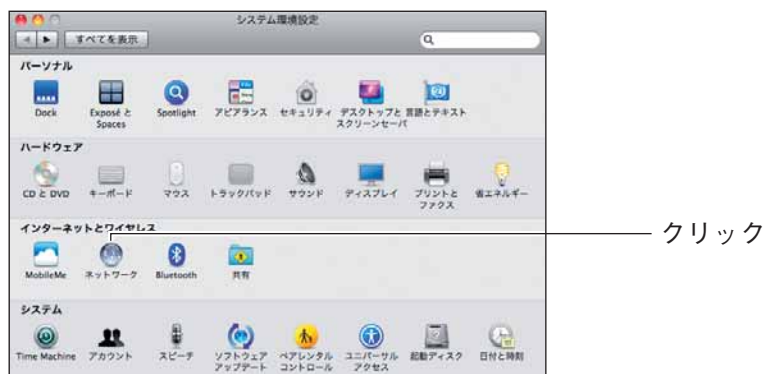 システム環境設定
すべてを表示
パーソナル
Dock
Exposé と
Spaces
Spotlight
アピアランス
セキュリティ
デスクトップと
スクリーンセーバ
言語とテキスト
ハードウェア
CD と DVD
キーボード
マウス
トラックパッド
サウンド
ディスプレイ
プリントと
ファクス
省エネルギー
インターネットとワイヤレス
クリック
MobileMe
ネットワーク
Bluetooth
共有
システム
Time Machine
アカウント
スピーチ
ソフトウェア
アップデート
ペアレンタル
コントロール
ユニバーサル
アクセス
起動ディスク
日付と時刻